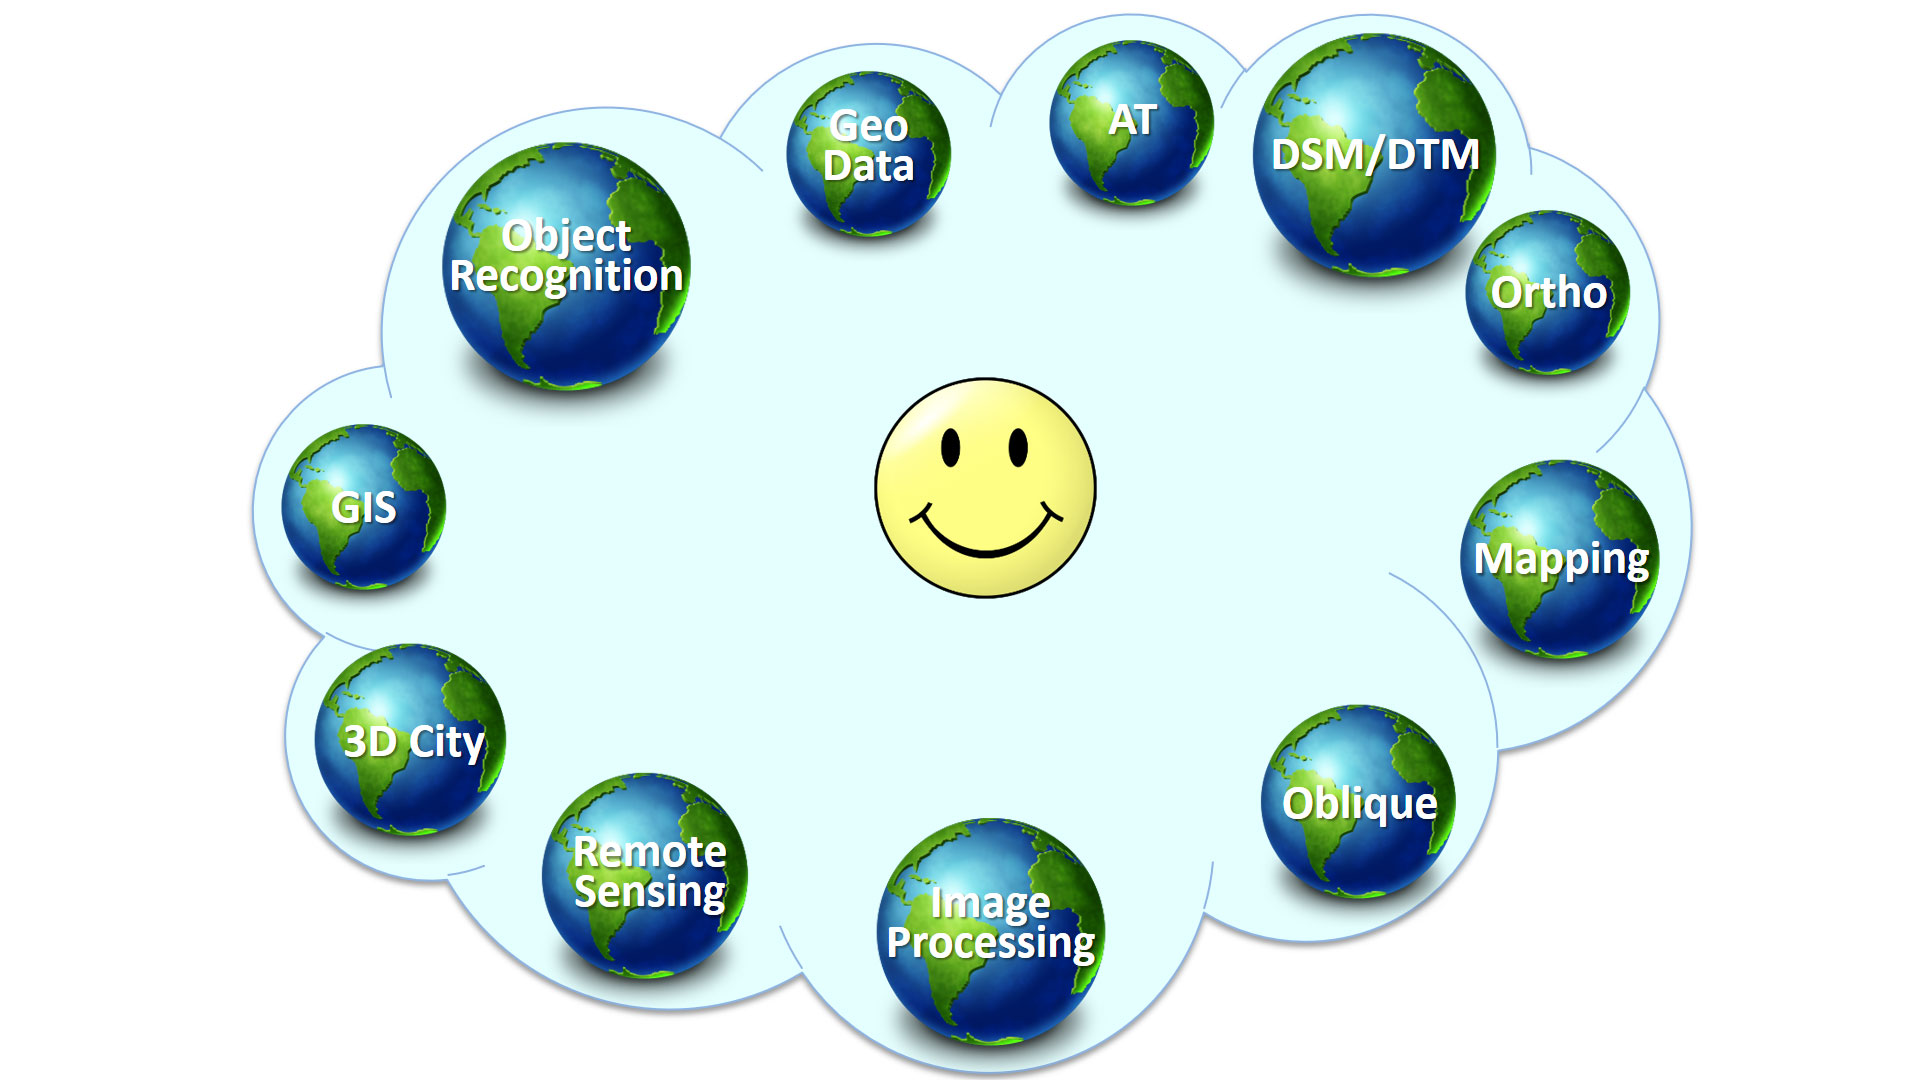 Geo
Data
AT
DSM/DTM
Object
Recognition
Ortho
GIS
Mapping
3D City
Oblique
Remote
Sensing
Image
Processing